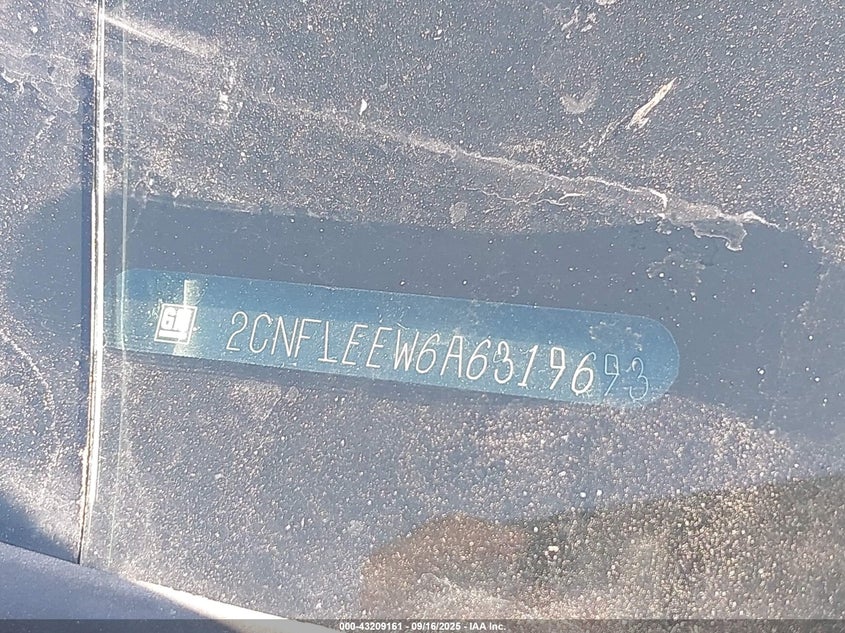 GM 2CNFLEEW6A6319693
000-43209161 - 09/16/2025 - IAA Inc.